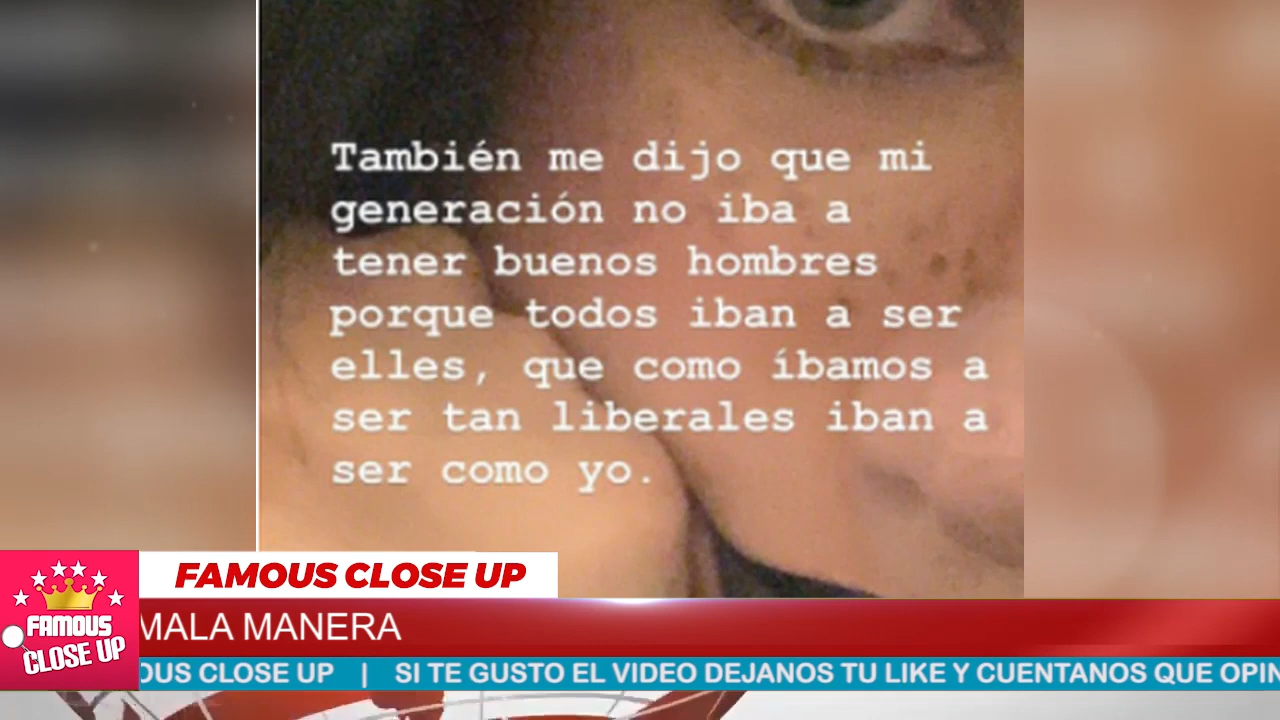 También me dijo que mi
generación no iba a
tener buenos hombres
porque todos iban a ser
elles, que como íbamos a
ser tan liberales iban a
ser como yo.
FAMOUS CLOSE UP
FAMOUS
CLOSE UP
MALA MANERA
OUS CLOSE UP | SI TE GUSTO EL VIDEO DEJANOS TU LIKE Y CUENTANOS QUE OPIN